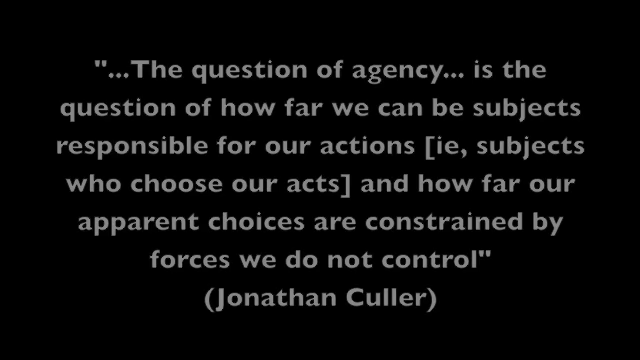 "...The question of agency... is the
question of how far we can be subjects
responsible for our actions [ie, subjects
who choose our acts] and how far our
apparent choices are constrained by
forces we do not control"
(Jonathan Culler)